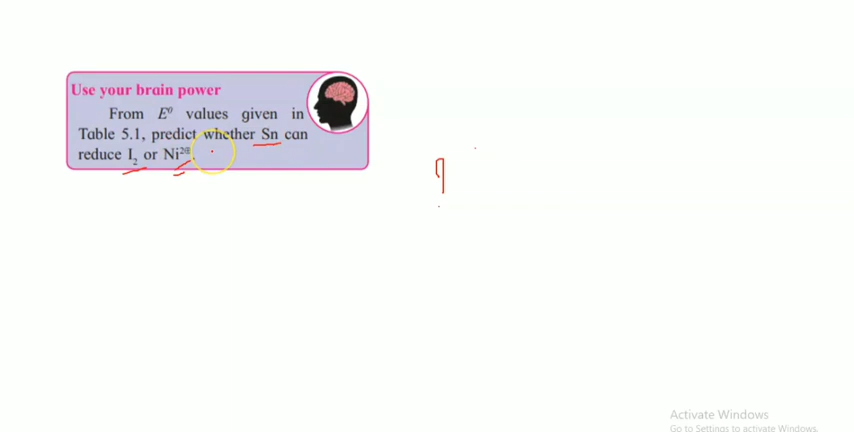 Use your brain power
From E⁰ values given in
Table 5.1, predict whether Sn can
reduce I₂ or Ni²⊕.
Activate Windows
Go to Settings to activate Windows.